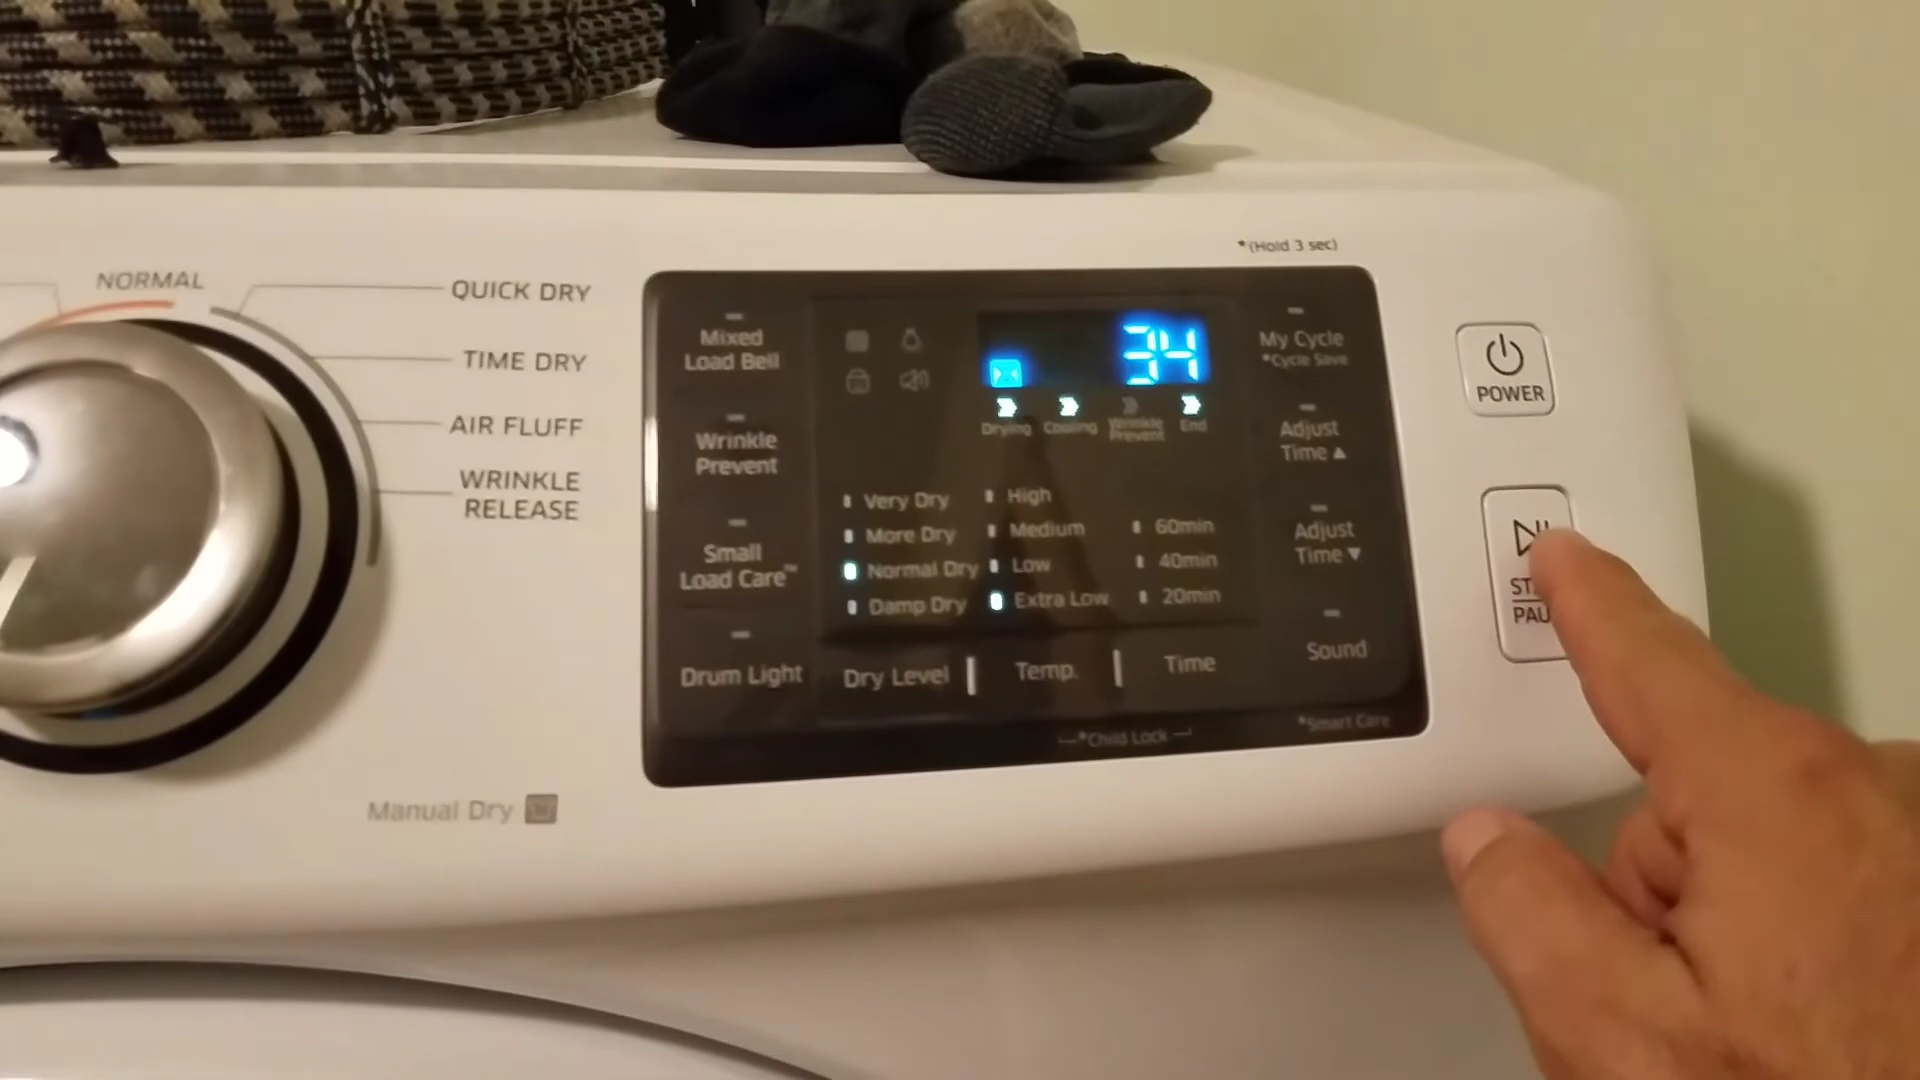 *(Hold 3 sec)
NORMAL
QUICK DRY
TIME DRY
AIR FLUFF
WRINKLE
RELEASE
Manual Dry
Mixed
Load Bell
Wrinkle
Prevent
Small
Load Care™
Drum Light
34
Drying
Cooling
Wrinkle
Prevent
End
Very Dry
More Dry
Normal Dry
Damp Dry
High
Medium
Low
Extra Low
60min
40min
20min
Dry Level
Temp.
Time
*Child Lock
My Cycle
*Cycle Save
Adjust
Time ▲
Adjust
Time ▼
Sound
*Smart Care
POWER